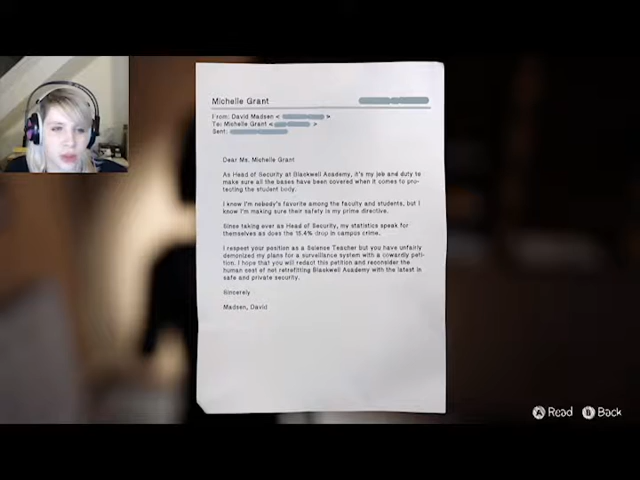 Michelle Grant
From: David Madsen < >
To: Michelle Grant < >
Sent:
Dear Ms. Michelle Grant
As Head of Security at Blackwell Academy, it's my job and duty to
make sure all the bases have been covered when it comes to pro-
tecting the student body.
I know I'm nobody's favorite among the faculty and students, but I
know I'm making sure their safety is my prime directive.
Since taking over as Head of Security, my statistics speak for
themselves as does the 15.4% drop in campus crime.
I respect your position as a Science Teacher but you have unfairly
demonized my plans for a surveillance system with a cowardly peti-
tion. I hope that you will redact this petition and reconsider the
human cost of not retrofitting Blackwell Academy with the latest in
safe and private security.
Sincerely
Madsen, David
A Read B Back